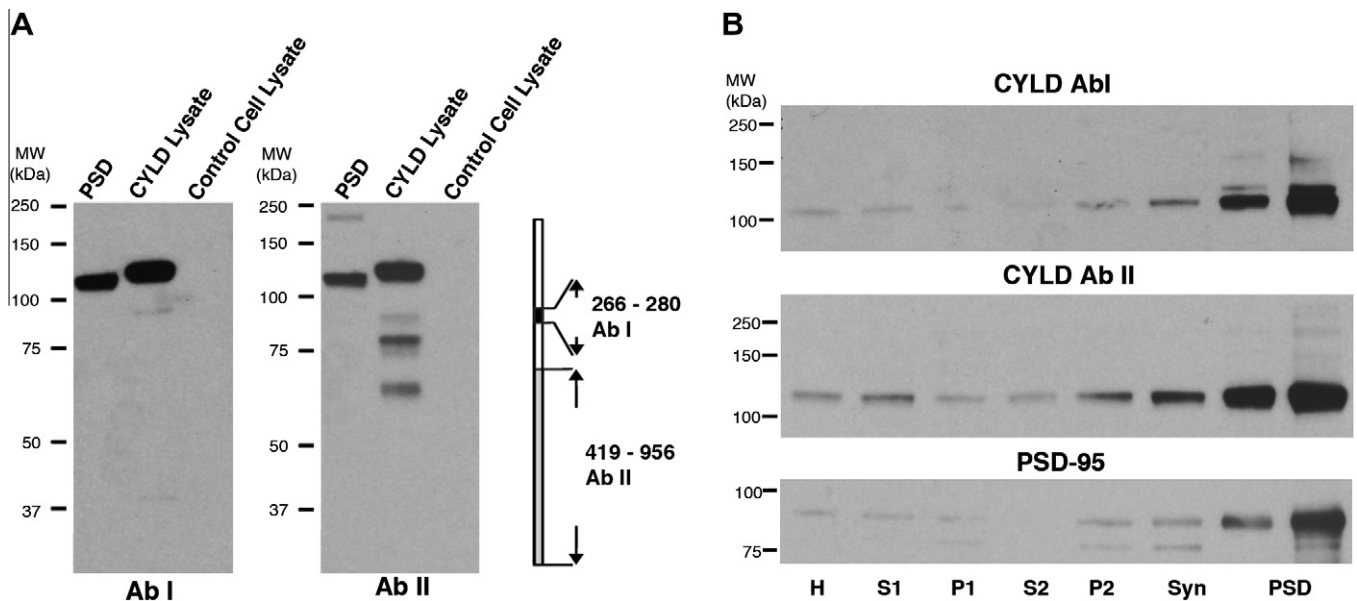 A
PSD
CYLD Lysate
Control Cell Lysate
MW
(kDa)
250
150
100
75
50
37
Ab I
PSD
CYLD Lysate
Control Cell Lysate
MW
(kDa)
250
150
100
75
50
37
Ab II
266 - 280
Ab I
419 - 956
Ab II
B
MW
(kDa)
CYLD AbI
250
150
100
CYLD Ab II
250
150
100
PSD-95
100
75
H S1 P1 S2 P2 Syn PSD